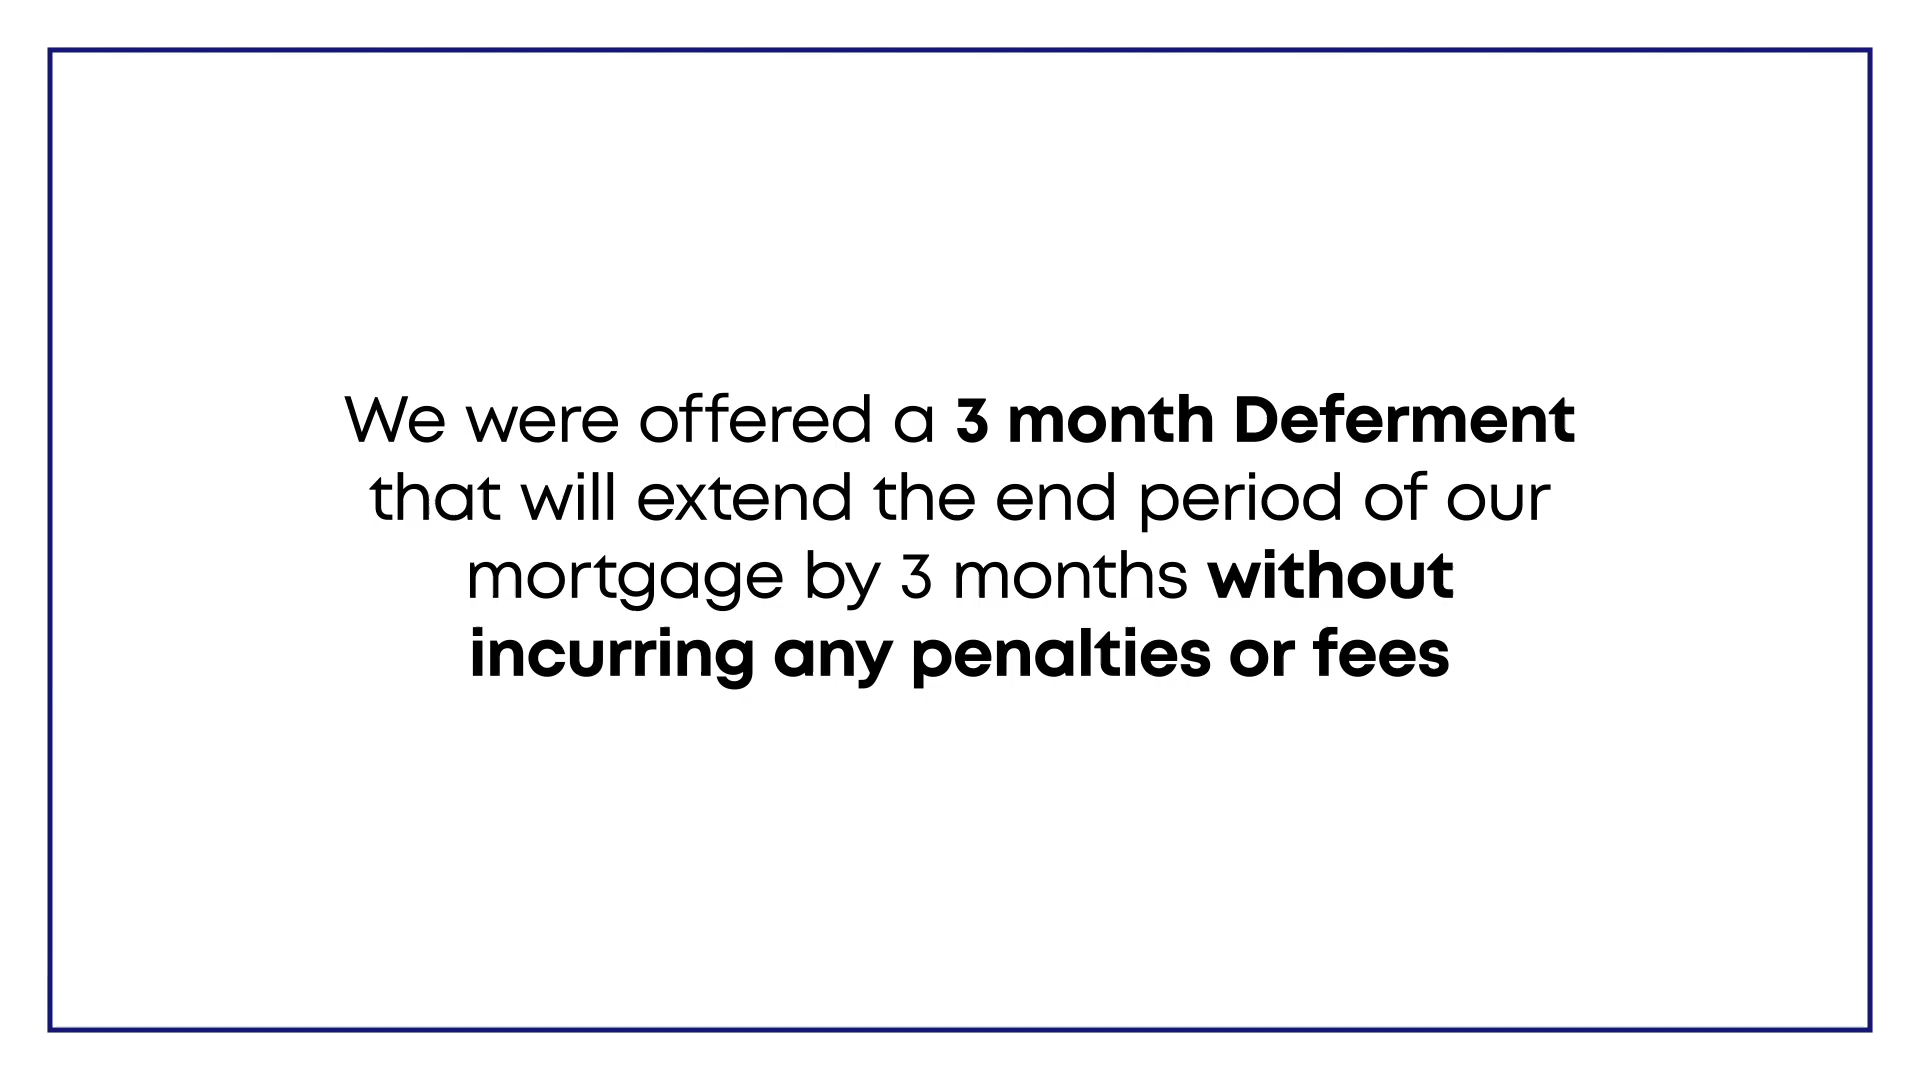 We were offered a 3 month Deferment
that will extend the end period of our
mortgage by 3 months without
incurring any penalties or fees